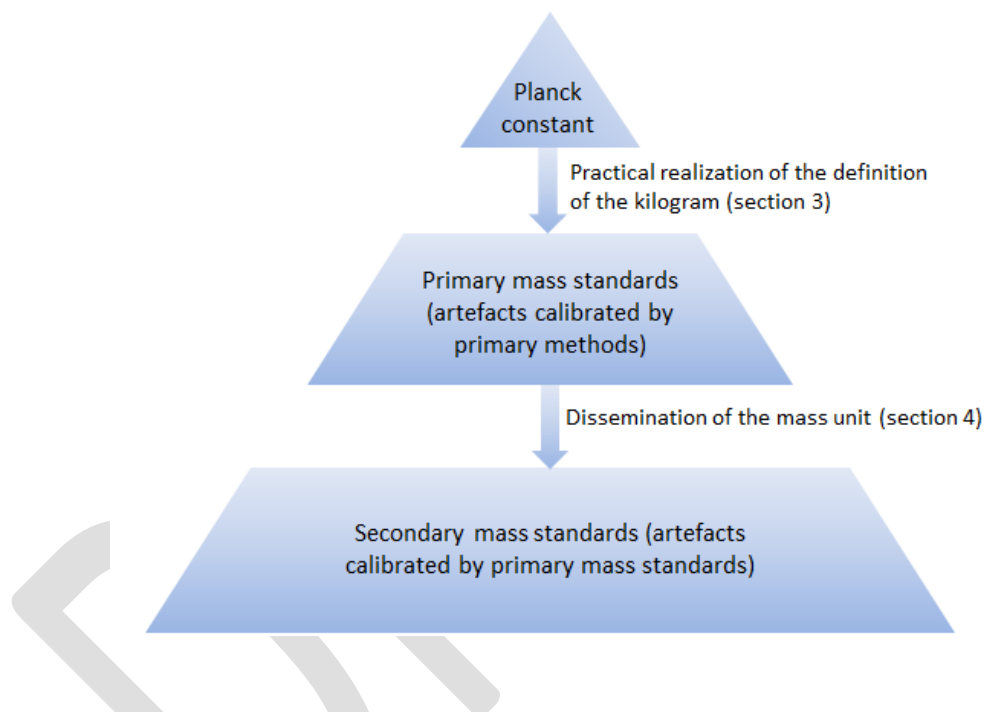 Planck
constant
Practical realization of the definition
of the kilogram (section 3)
Primary mass standards
(artefacts calibrated by
primary methods)
Dissemination of the mass unit (section 4)
Secondary mass standards (artefacts
calibrated by primary mass standards)